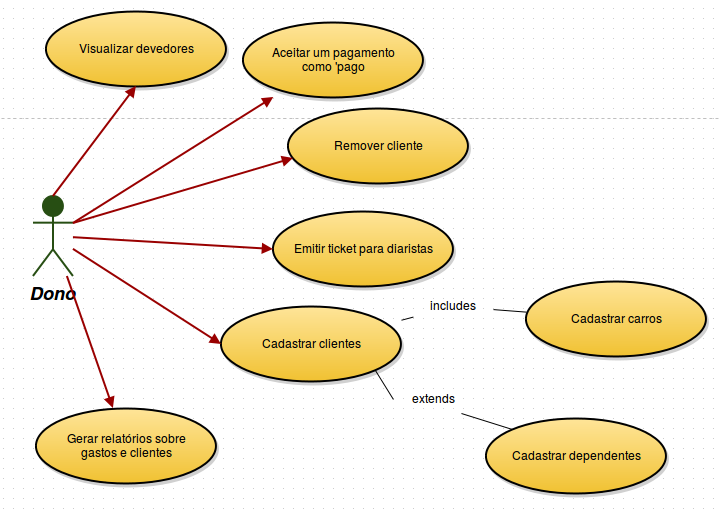 Visualizar devedores
Aceitar um pagamento
como 'pago
Remover cliente
Emitir ticket para diaristas
Dono
includes
Cadastrar carros
Cadastrar clientes
extends
Gerar relatórios sobre
gastos e clientes
Cadastrar dependentes